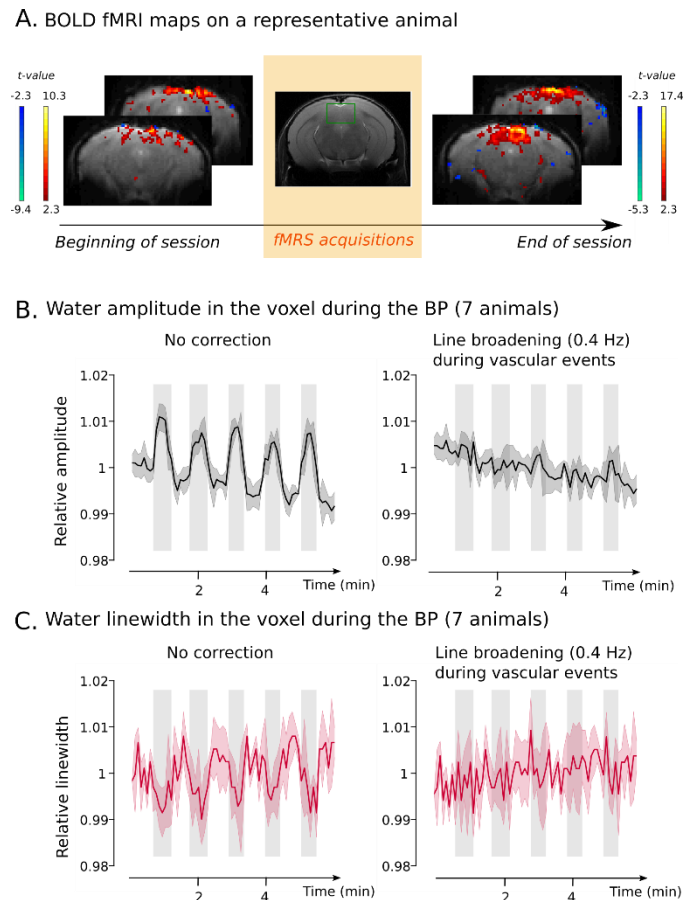 A. BOLD fMRI maps on a representative animal
t-value
-2.3 10.3
-9.4 2.3
t-value
-2.3 17.4
-5.3 2.3
Beginning of session
fMRS acquisitions
End of session
B. Water amplitude in the voxel during the BP (7 animals)
No correction
Line broadening (0.4 Hz)
during vascular events
Relative amplitude
1.02
1.01
1
0.99
0.98
2
4
Time (min)
1.02
1.01
1
0.99
0.98
2
4
Time (min)
C. Water linewidth in the voxel during the BP (7 animals)
No correction
Line broadening (0.4 Hz)
during vascular events
Relative linewidth
1.02
1.01
1
0.99
0.98
2
4
Time (min)
1.02
1.01
1
0.99
0.98
2
4
Time (min)